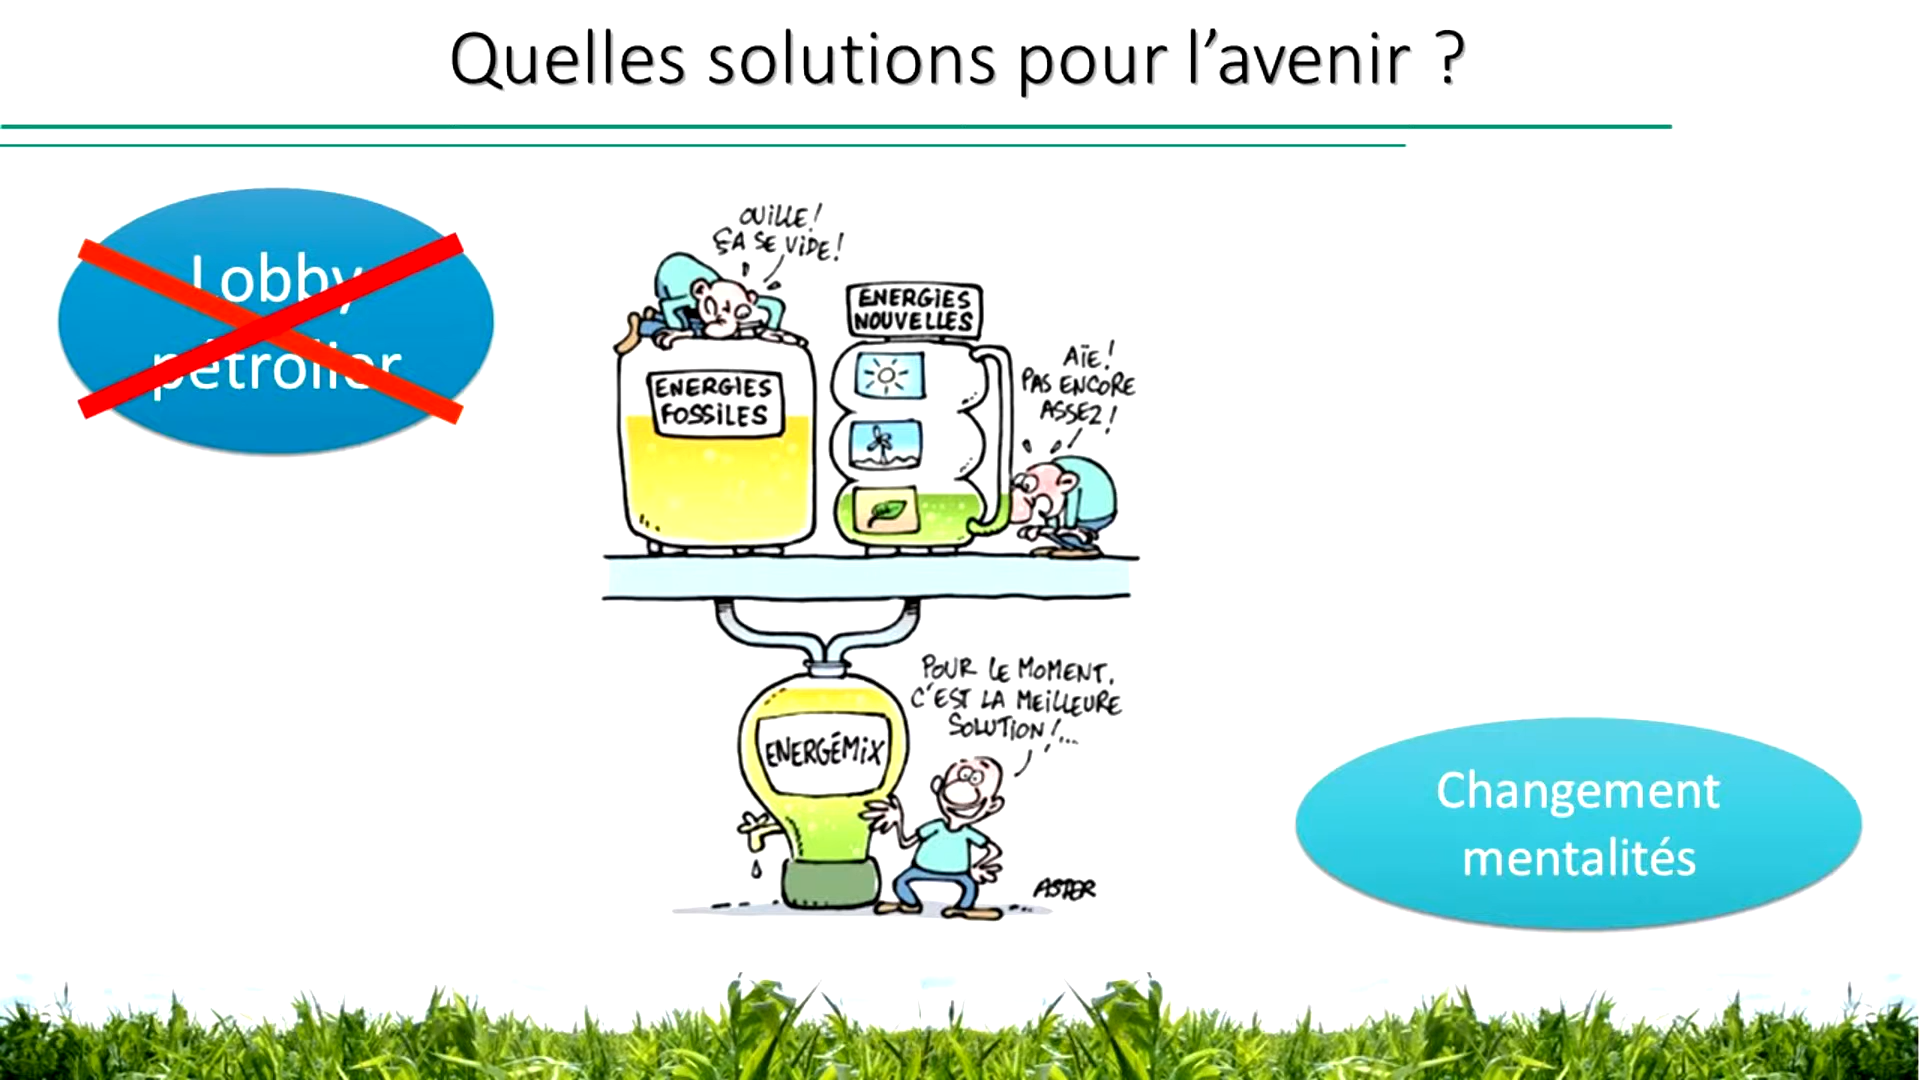 Quelles solutions pour l’avenir ?
Lobby
pétrolier
OUILLE!
ÇA SE VIDE!
ENERGIES
FOSSILES
ENERGIES
NOUVELLES
AÏE!
PAS ENCORE
ASSEZ!
POUR LE MOMENT,
C'EST LA MEILLEURE
SOLUTION!...
ENERGÉMIX
ASTER
Changement
mentalités